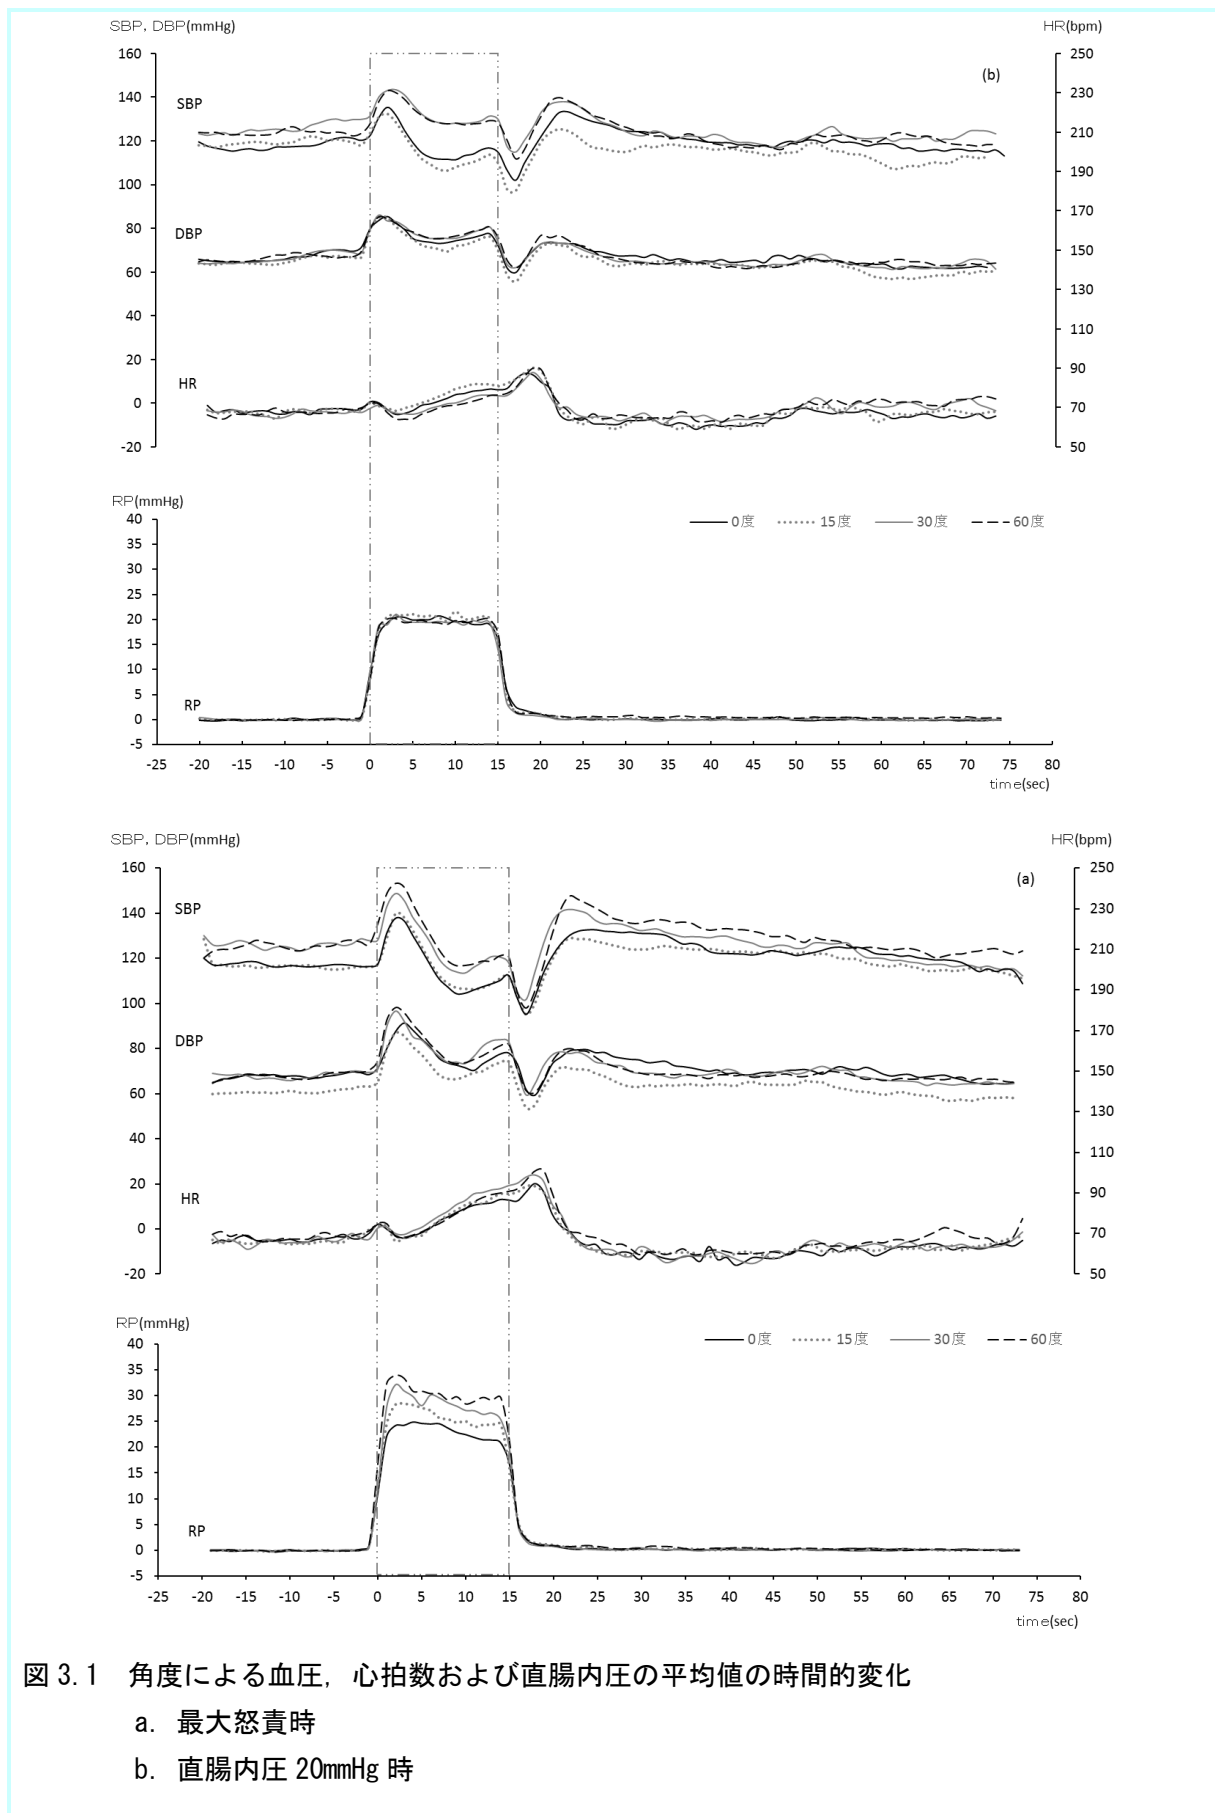 SBP, DBP(mmHg) HR(bpm)
(b)
160 140 120 100 80 60 40 20 0 -20
250 230 210 190 170 150 130 110 90 70 50
SBP
DBP
HR
RP(mmHg)
0度 15度 30度 60度
40 35 30 25 20 15 10 5 0 -5
RP
-25 -20 -15 -10 -5 0 5 10 15 20 25 30 35 40 45 50 55 60 65 70 75 80
time(sec)
SBP, DBP(mmHg) HR(bpm)
(a)
160 140 120 100 80 60 40 20 0 -20
250 230 210 190 170 150 130 110 90 70 50
SBP
DBP
HR
RP(mmHg)
0度 15度 30度 60度
40 35 30 25 20 15 10 5 0 -5
RP
-25 -20 -15 -10 -5 0 5 10 15 20 25 30 35 40 45 50 55 60 65 70 75 80
time(sec)
図 3.1 角度による血圧, 心拍数および直腸内圧の平均値の時間的変化
a. 最大怒責時
b. 直腸内圧 20mmHg 時